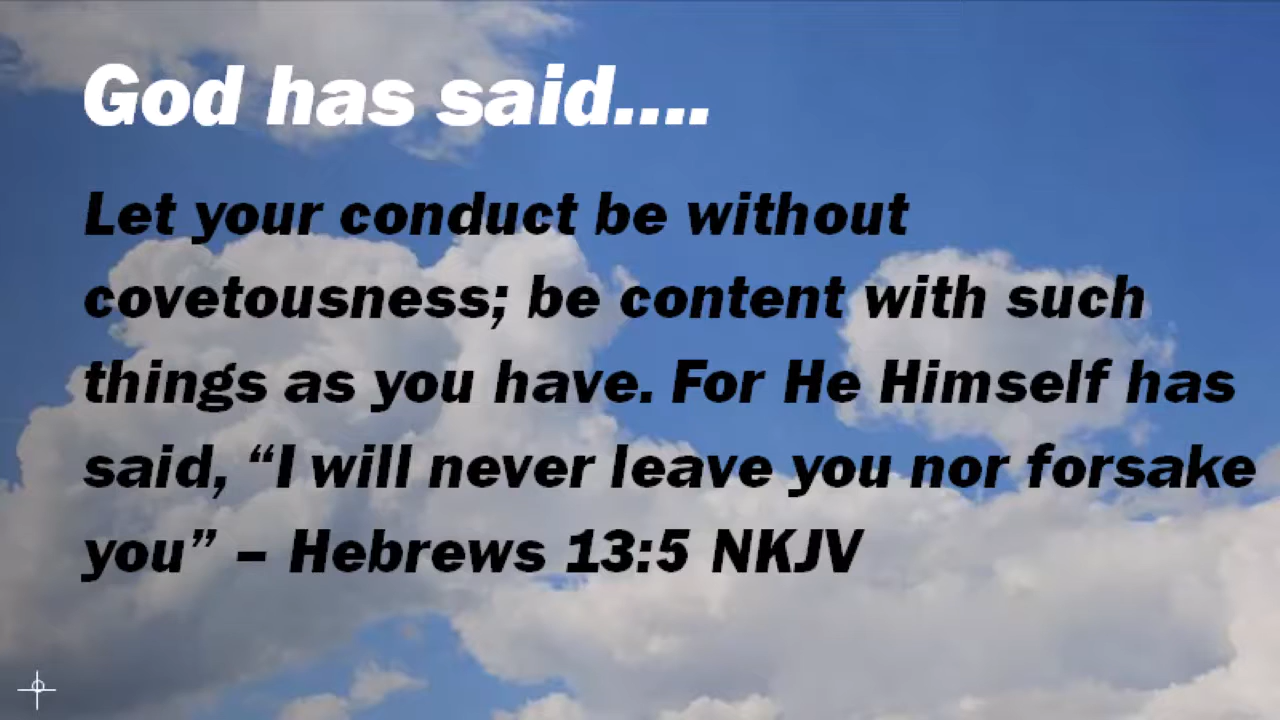 God has said....
Let your conduct be without
covetousness; be content with such
things as you have. For He Himself has
said, “I will never leave you nor forsake
you” – Hebrews 13:5 NKJV